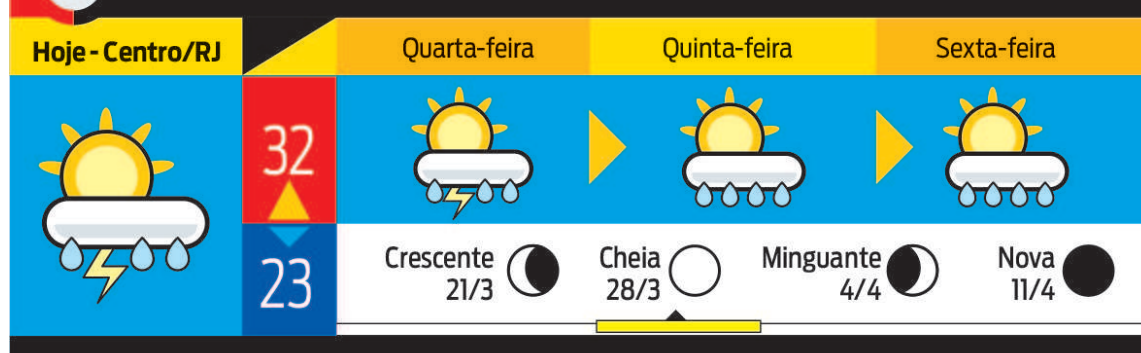 Hoje - Centro/RJ
Quarta-feira
Quinta-feira
Sexta-feira
32
23
Crescente
21/3
Cheia
28/3
Minguante
4/4
Nova
11/4